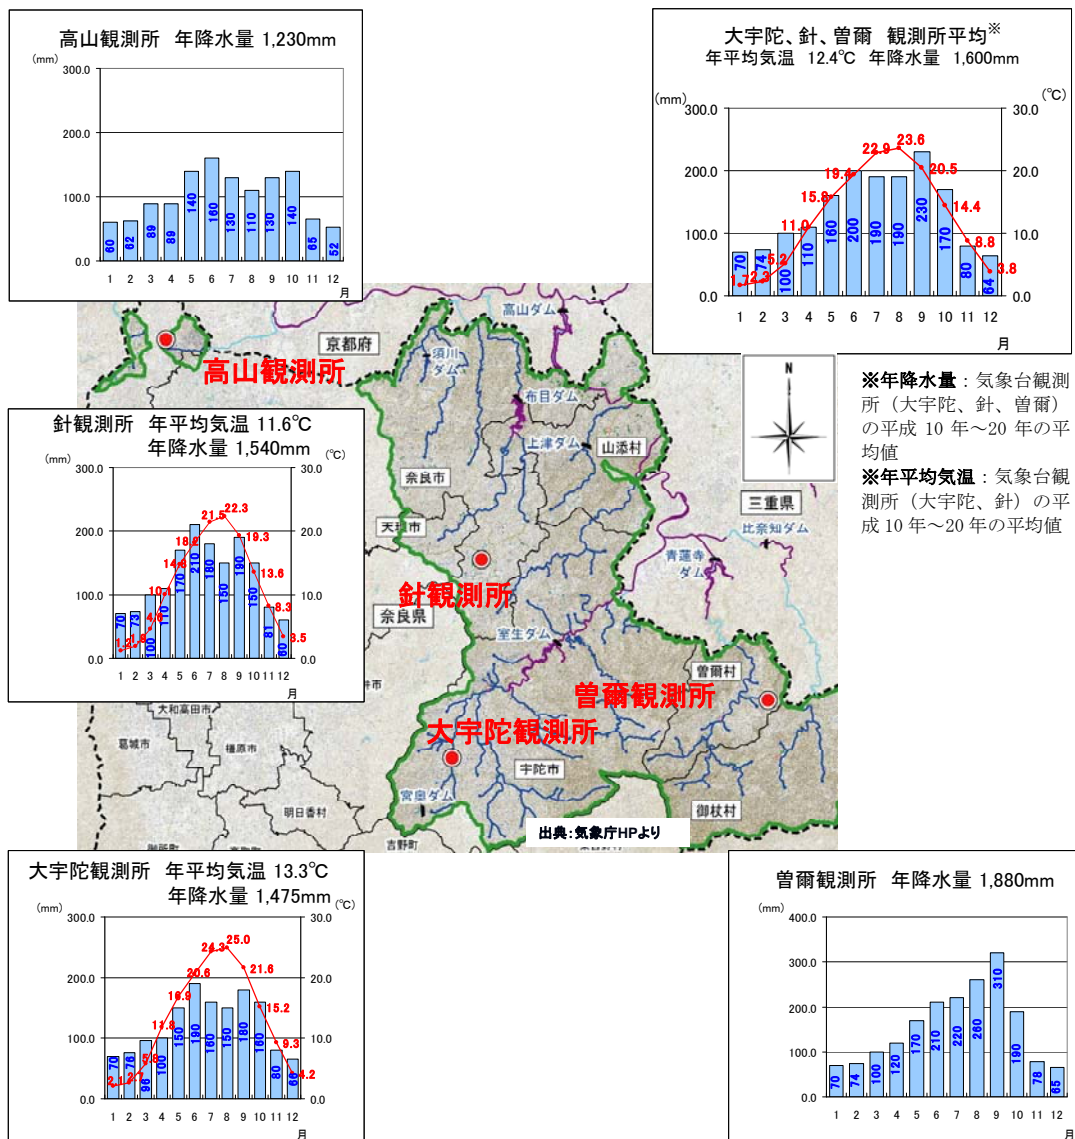 高山観測所 年降水量 1,230mm
(mm)
300.0
200.0
100.0
0.0
60 62 89 89 140 160 130 110 130 140 65 52
1 2 3 4 5 6 7 8 9 10 11 12
月
大宇陀、針、曽爾 観測所平均※
年平均気温 12.4℃ 年降水量 1,600mm
(mm) (℃)
300.0 30.0
200.0 20.0
100.0 10.0
0.0 0.0
1.7 2.3 5.2 11.0 15.8 19.4 22.9 23.6 20.5 14.4 8.8 3.8
70 74 100 110 160 200 190 190 230 170 80 64
1 2 3 4 5 6 7 8 9 10 11 12
月
※年降水量：気象台観測
所（大宇陀、針、曽爾）
の平成 10 年～20 年の平
均値
※年平均気温：気象台観
測所（大宇陀、針）の平
成 10 年～20 年の平均値
N
京都府
高山ダム
須川
ダム
高山観測所
布目ダム
上津ダム
山添村
奈良市
天理市
三重県
比奈知ダム
青蓮寺
ダム
針観測所
奈良県
室生ダム
曽爾村
曽爾観測所
大宇陀観測所
宇陀市
宮奥ダム
御杖村
井市
大和高田市
葛城市
橿原市
明日香村
吉野町
出典：気象庁HPより
針観測所 年平均気温 11.6℃
年降水量 1,540mm
(mm) (℃)
300.0 30.0
200.0 20.0
100.0 10.0
0.0 0.0
21.5 22.3 19.3 13.6 8.3 3.5
70 73 100 110 170 210 180 150 190 150 81 60
1 2 3 4 5 6 7 8 9 10 11 12
月
大宇陀観測所 年平均気温 13.3℃
年降水量 1,475mm
(mm) (℃)
300.0 30.0
200.0 20.0
100.0 10.0
0.0 0.0
2.1 2.7 5.8 11.8 16.9 20.6 24.3 25.0 21.6 15.2 9.3 4.2
70 76 96 100 150 190 160 150 180 160 80 66
1 2 3 4 5 6 7 8 9 10 11 12
月
曽爾観測所 年降水量 1,880mm
(mm)
400.0
300.0
200.0
100.0
0.0
70 74 100 120 170 210 220 260 310 190 78 65
1 2 3 4 5 6 7 8 9 10 11 12
月